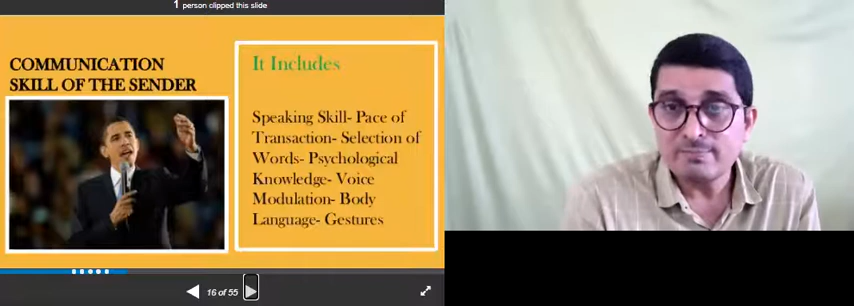 1 person clipped this slide
COMMUNICATION
SKILL OF THE SENDER
It Includes
Speaking Skill- Pace of
Transaction- Selection of
Words- Psychological
Knowledge- Voice
Modulation- Body
Language- Gestures
16 of 55